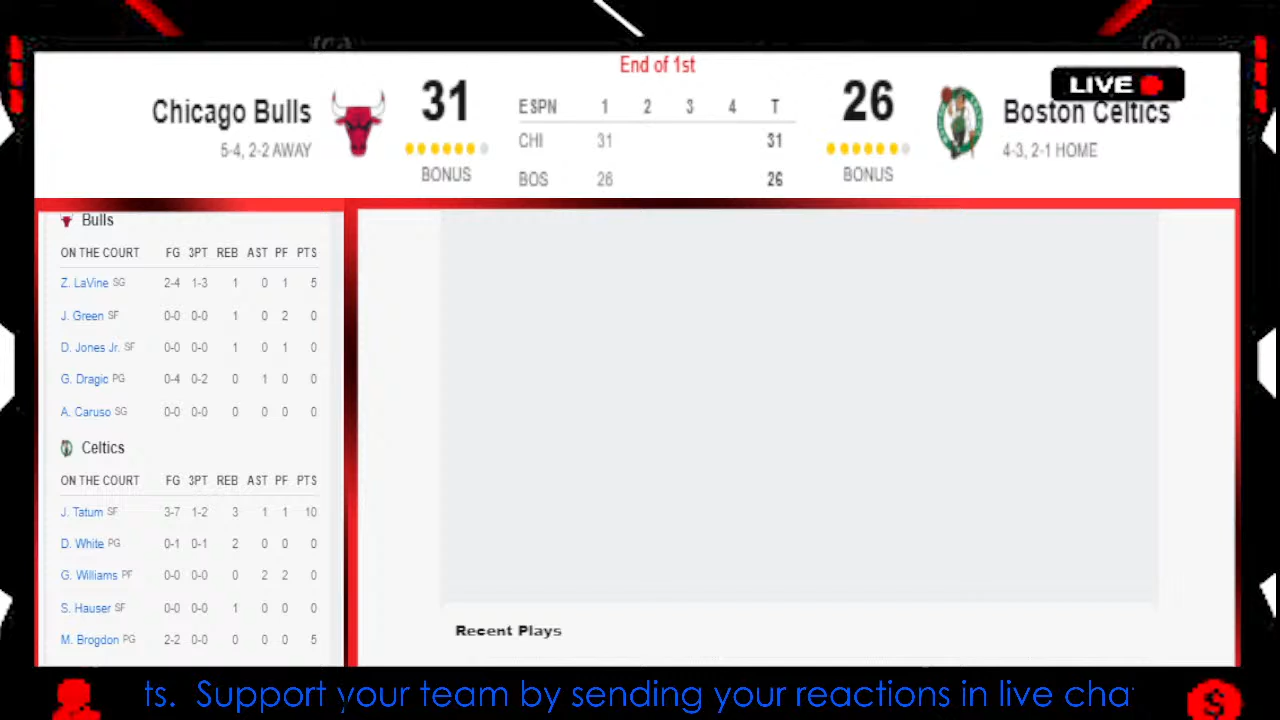 End of 1st
LIVE
Chicago Bulls 31 ESPN 1 2 3 4 T 26 Boston Celtics
5-4, 2-2 AWAY CHI 31 31 4-3, 2-1 HOME
BONUS BOS 26 26 BONUS
Bulls
ON THE COURT FG 3PT REB AST PF PTS
Z. LaVine SG 2-4 1-3 1 0 1 5
J. Green SF 0-0 0-0 1 0 2 0
D. Jones Jr. SF 0-0 0-0 1 0 1 0
G. Dragic PG 0-4 0-2 0 1 0 0
A. Caruso SG 0-0 0-0 0 0 0 0
Celtics
ON THE COURT FG 3PT REB AST PF PTS
J. Tatum SF 3-7 1-2 3 1 1 10
D. White PG 0-1 0-1 2 0 0 0
G. Williams PF 0-0 0-0 0 2 2 0
S. Hauser SF 0-0 0-0 1 0 0 0
M. Brogdon PG 2-2 0-0 0 0 0 5
Recent Plays
ts. Support your team by sending your reactions in live cha
$